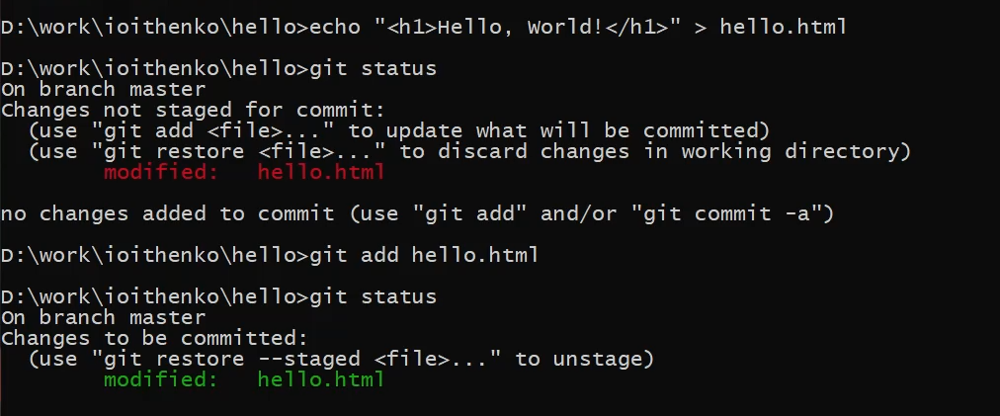 D:\work\ioithenko\hello>echo "<h1>Hello, World!</h1>" > hello.html
D:\work\ioithenko\hello>git status
On branch master
Changes not staged for commit:
  (use "git add <file>..." to update what will be committed)
  (use "git restore <file>..." to discard changes in working directory)
        modified:   hello.html
no changes added to commit (use "git add" and/or "git commit -a")
D:\work\ioithenko\hello>git add hello.html
D:\work\ioithenko\hello>git status
On branch master
Changes to be committed:
  (use "git restore --staged <file>..." to unstage)
        modified:   hello.html